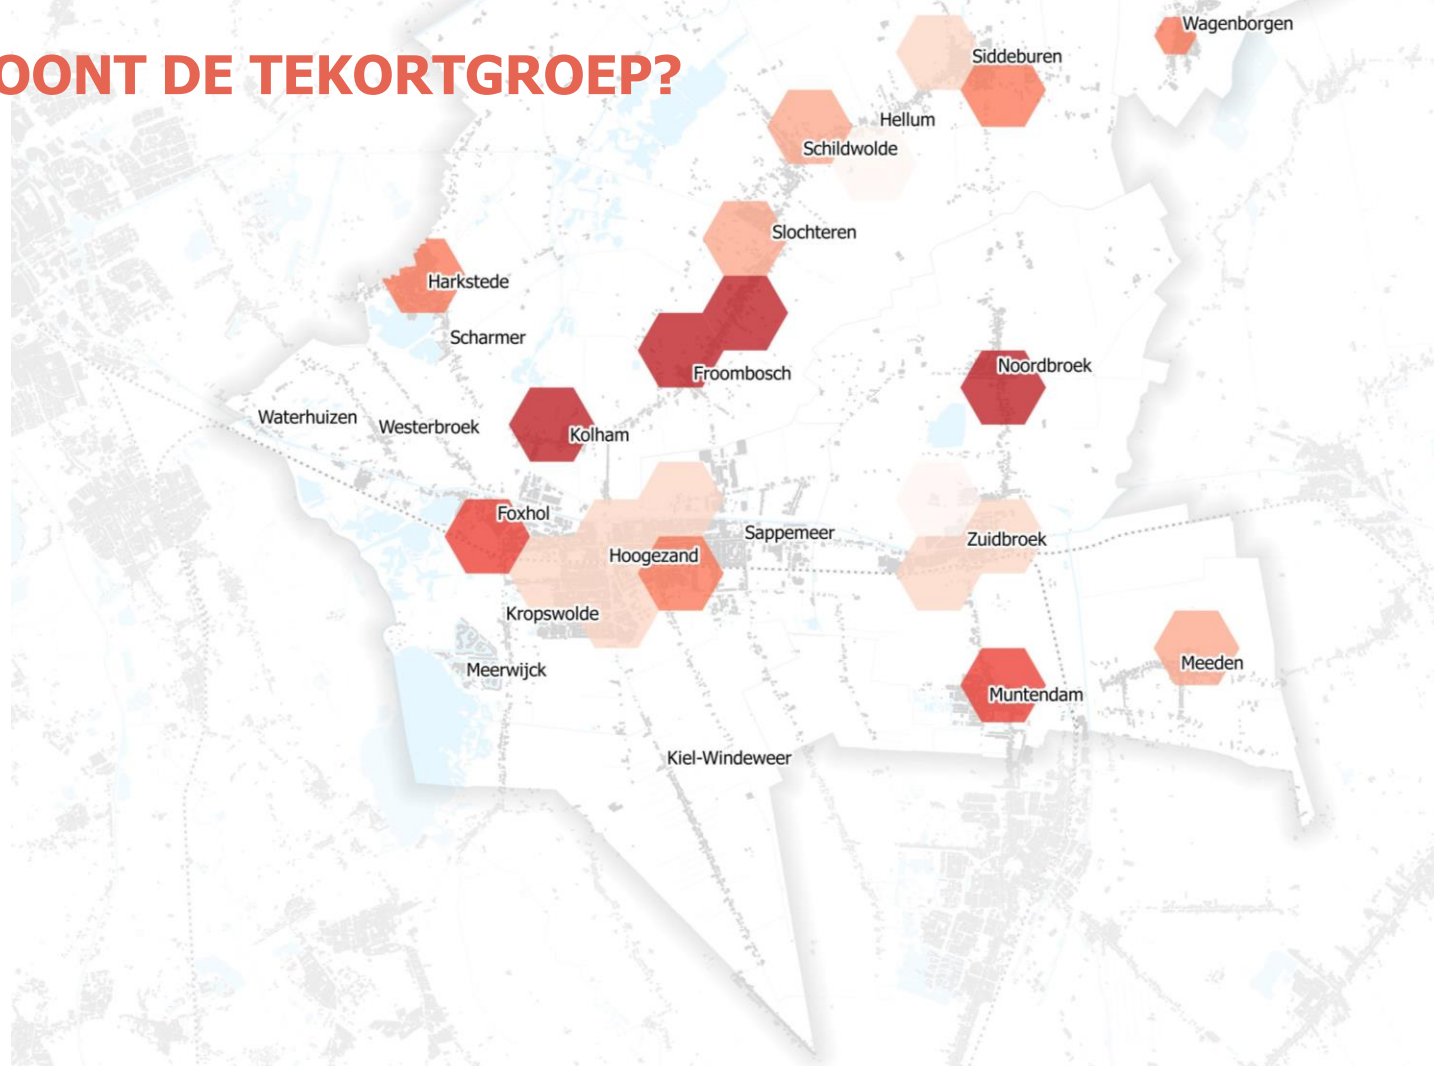 OONT DE TEKORTGROEP?
Wagenborgen
Siddeburen
Hellum
Schildwolde
Slochteren
Harkstede
Scharmer
Noordbroek
Froombosch
Waterhuizen
Westerbroek
Kolham
Foxhol
Sappemeer
Zuidbroek
Hoogezand
Kropswolde
Meerwijck
Meeden
Muntendam
Kiel-Windeweer